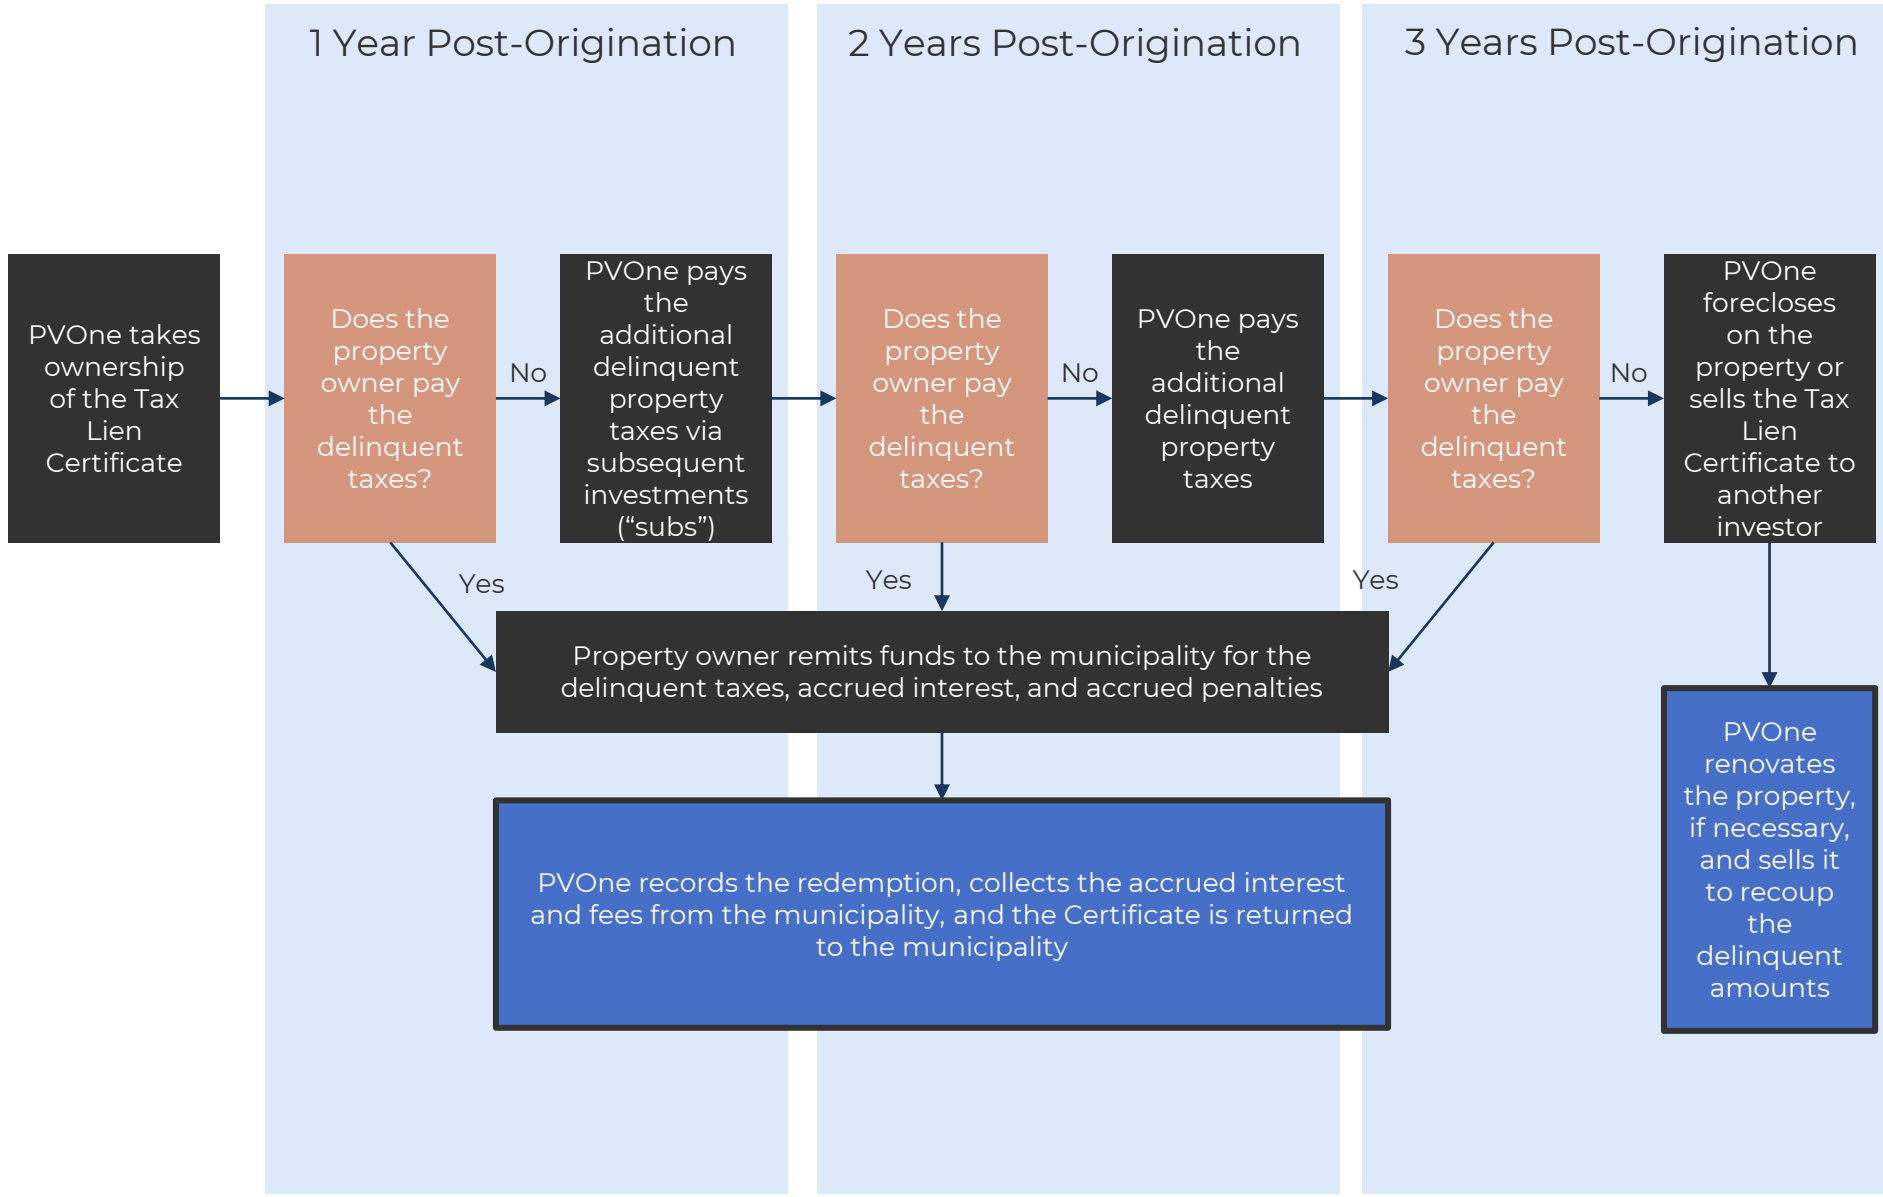 1 Year Post-Origination
2 Years Post-Origination
3 Years Post-Origination
PVOne takes
ownership
of the Tax
Lien
Certificate
Does the
property
owner pay
the
delinquent
taxes?
No
PVOne pays
the
additional
delinquent
property
taxes via
subsequent
investments
(“subs”)
Does the
property
owner pay
the
delinquent
taxes?
No
PVOne pays
the
additional
delinquent
property
taxes
Does the
property
owner pay
the
delinquent
taxes?
No
PVOne
forecloses
on the
property or
sells the Tax
Lien
Certificate to
another
investor
Yes
Yes
Yes
Property owner remits funds to the municipality for the
delinquent taxes, accrued interest, and accrued penalties
PVOne records the redemption, collects the accrued interest
and fees from the municipality, and the Certificate is returned
to the municipality
PVOne
renovates
the property,
if necessary,
and sells it
to recoup
the
delinquent
amounts